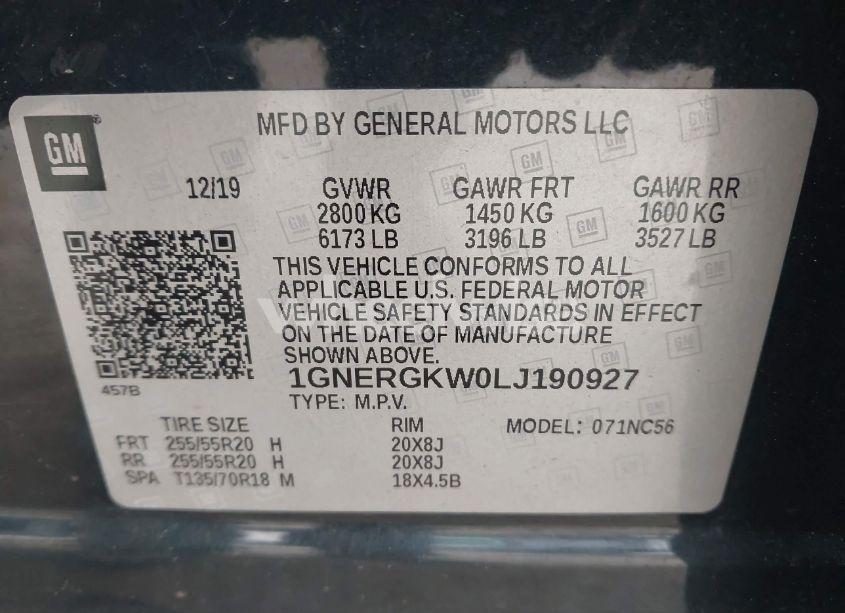 GM
MFD BY GENERAL MOTORS LLC
12/19 GVWR GAWR FRT GAWR RR
2800 KG 1450 KG 1600 KG
6173 LB 3196 LB 3527 LB
THIS VEHICLE CONFORMS TO ALL
APPLICABLE U.S. FEDERAL MOTOR
VEHICLE SAFETY STANDARDS IN EFFECT
ON THE DATE OF MANUFACTURE
SHOWN ABOVE.
457B
1GNERGKW0LJ190927
TYPE: M.P.V.
TIRE SIZE RIM MODEL: 071NC56
FRT 255/55R20 H 20X8J
RR 255/55R20 H 20X8J
SPA T135/70R18 M 18X4.5B